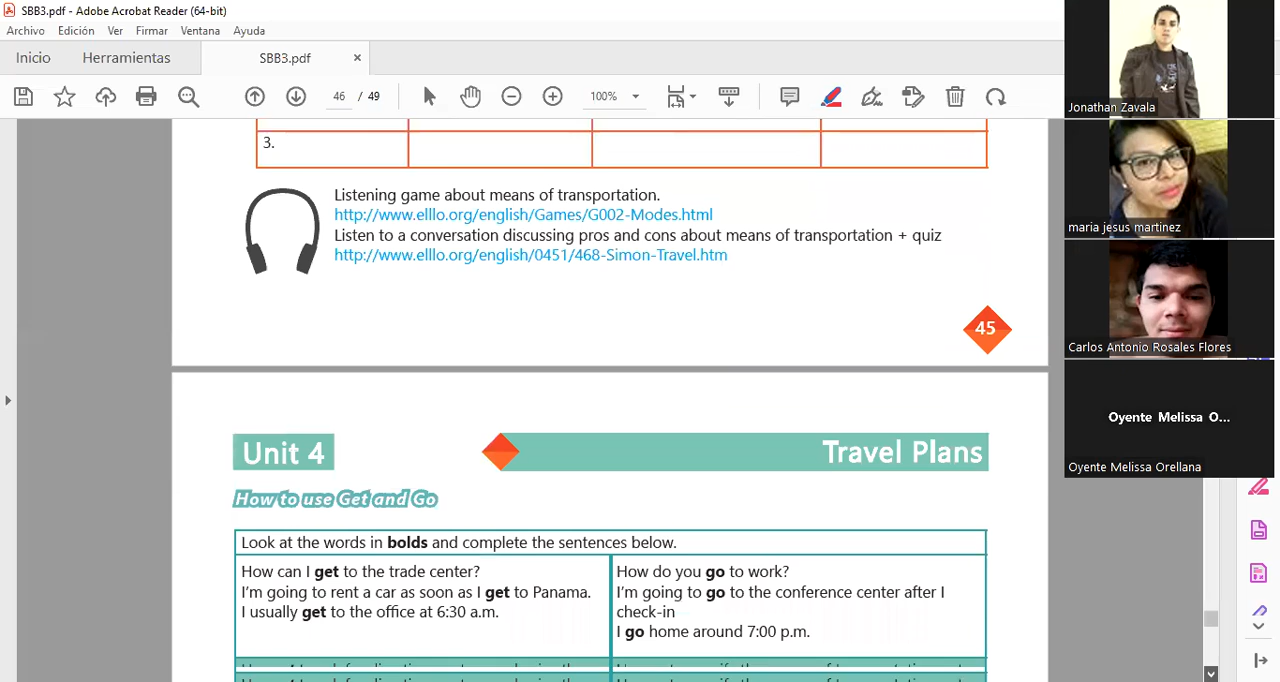 SBB3.pdf - Adobe Acrobat Reader (64-bit)
Archivo Edición Ver Firmar Ventana Ayuda
Inicio Herramientas SBB3.pdf ×
46 / 49 100%
3.
Listening game about means of transportation.
http://www.elllo.org/english/Games/G002-Modes.html
Listen to a conversation discussing pros and cons about means of transportation + quiz
http://www.elllo.org/english/0451/468-Simon-Travel.htm
45
Unit 4 Travel Plans
How to use Get and Go
Look at the words in bolds and complete the sentences below.
How can I get to the trade center?
I'm going to rent a car as soon as I get to Panama.
I usually get to the office at 6:30 a.m.
How do you go to work?
I'm going to go to the conference center after I
check-in
I go home around 7:00 p.m.
Jonathan Zavala
maria jesus martinez
Carlos Antonio Rosales Flores
Oyente Melissa O...
Oyente Melissa Orellana